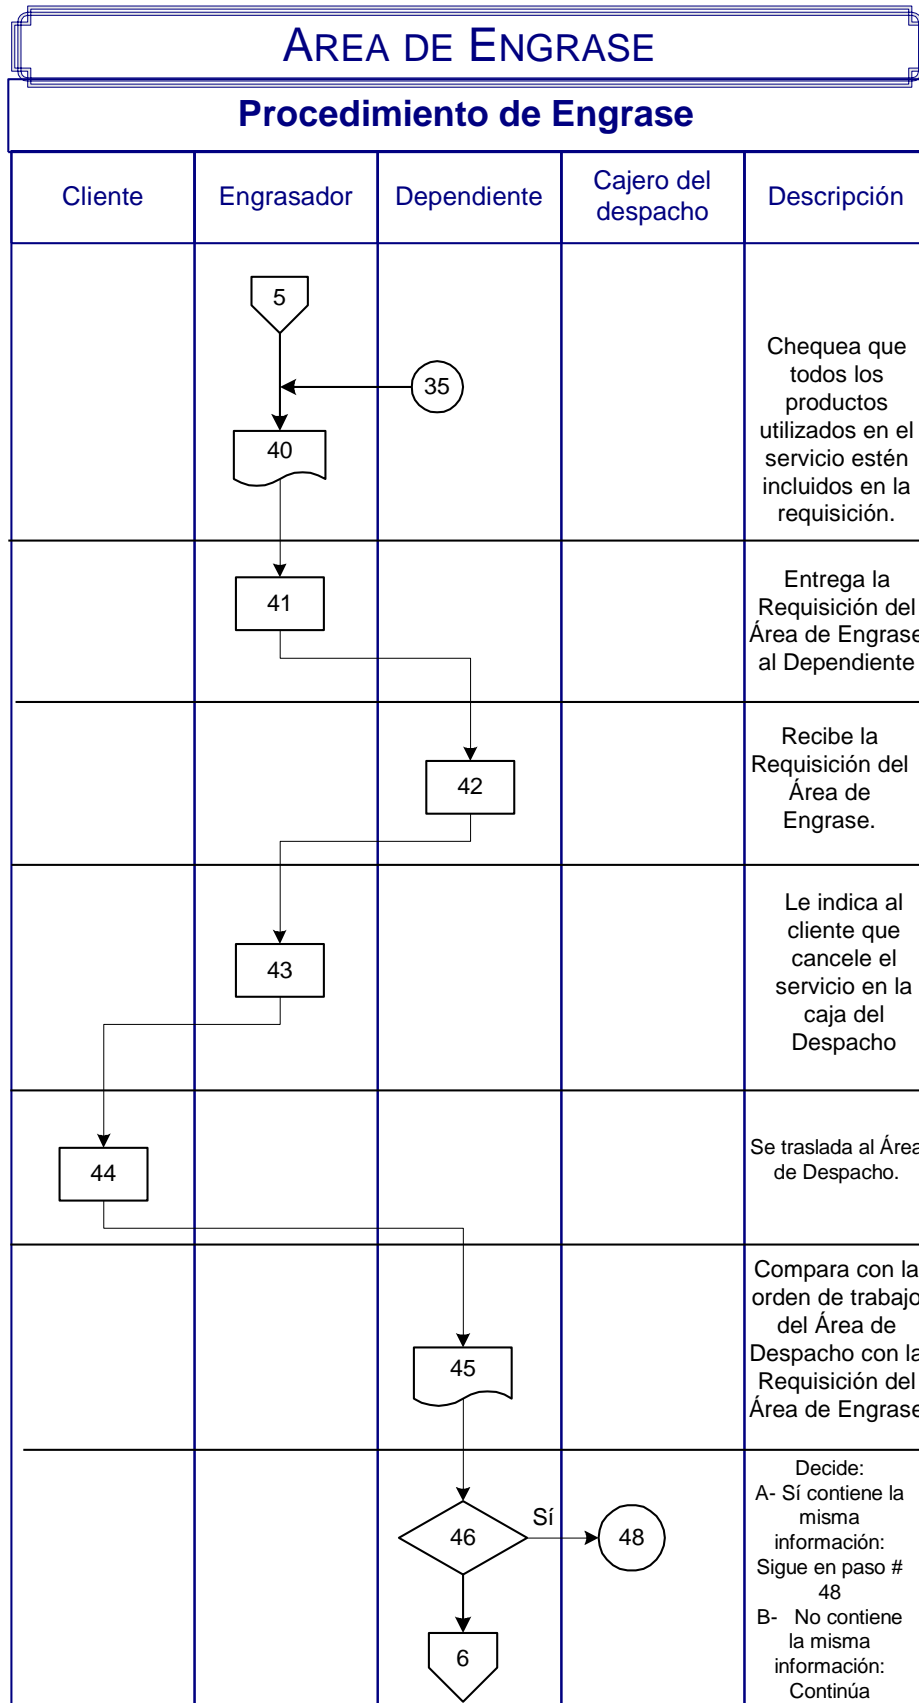 AREA DE ENGRASE
Procedimiento de Engrase
Cliente
Engrasador
Dependiente
Cajero del
despacho
Descripción
5
35
40
Chequea que
todos los
productos
utilizados en el
servicio estén
incluidos en la
requisición.
41
Entrega la
Requisición del
Área de Engrase
al Dependiente
42
Recibe la
Requisición del
Área de
Engrase.
43
Le indica al
cliente que
cancele el
servicio en la
caja del
Despacho
44
Se traslada al Área
de Despacho.
45
Compara con la
orden de trabajo
del Área de
Despacho con la
Requisición del
Área de Engrase
46
Sí
48
6
Decide:
A- Sí contiene la
misma
información:
Sigue en paso #
48
B- No contiene
la misma
información:
Continúa